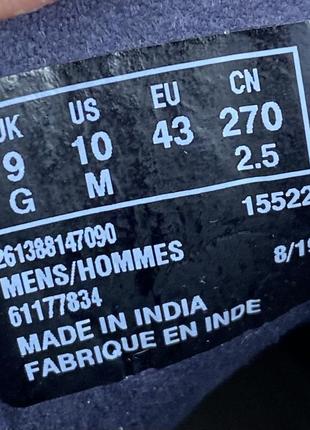 UK US EU CN
9 10 43 270
G M 2.5
15522
261388147090
MENS/HOMMES 8/19
61177834
MADE IN INDIA
FABRIQUE EN INDE